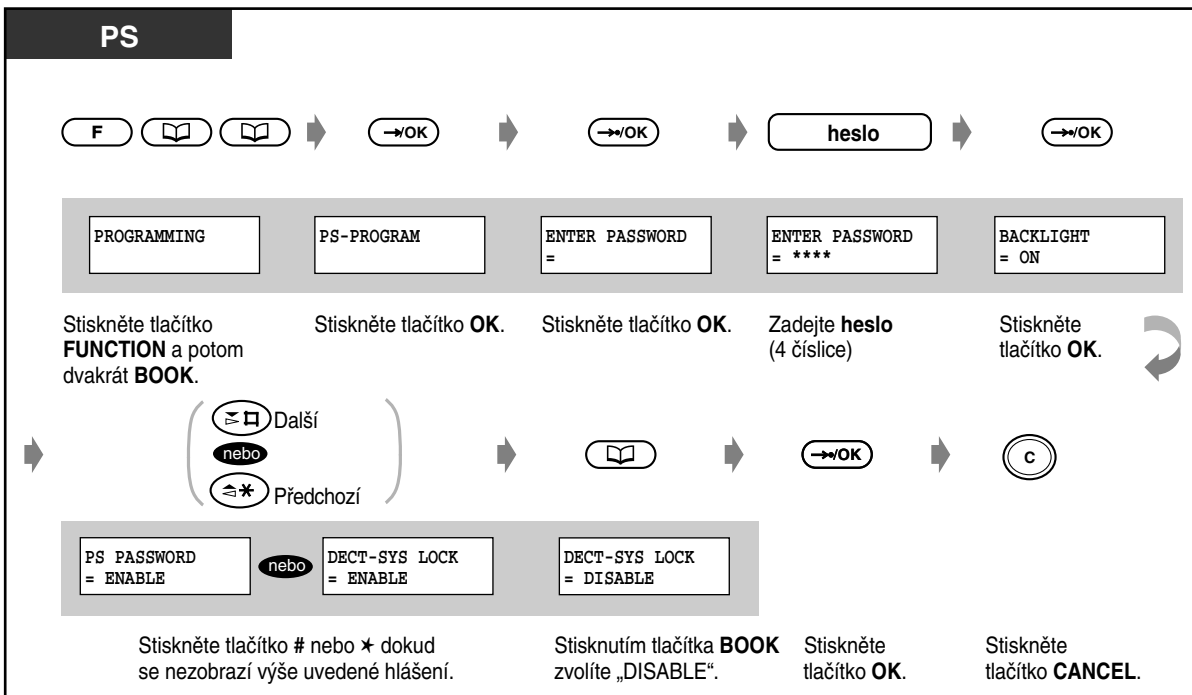 PS
F
→/OK
→/OK
heslo
→/OK
PROGRAMMING
PS-PROGRAM
ENTER PASSWORD
=
ENTER PASSWORD
= ****
BACKLIGHT
= ON
Stiskněte tlačítko
FUNCTION a potom
dvakrát BOOK.
Stiskněte tlačítko OK.
Stiskněte tlačítko OK.
Zadejte heslo
(4 číslice)
Stiskněte
tlačítko OK.
Další
nebo
Předchozí
→/OK
C
PS PASSWORD
= ENABLE
nebo
DECT-SYS LOCK
= ENABLE
DECT-SYS LOCK
= DISABLE
Stiskněte tlačítko # nebo ✶ dokud
se nezobrazí výše uvedené hlášení.
Stisknutím tlačítka BOOK
zvolíte „DISABLE“.
Stiskněte
tlačítko OK.
Stiskněte
tlačítko CANCEL.